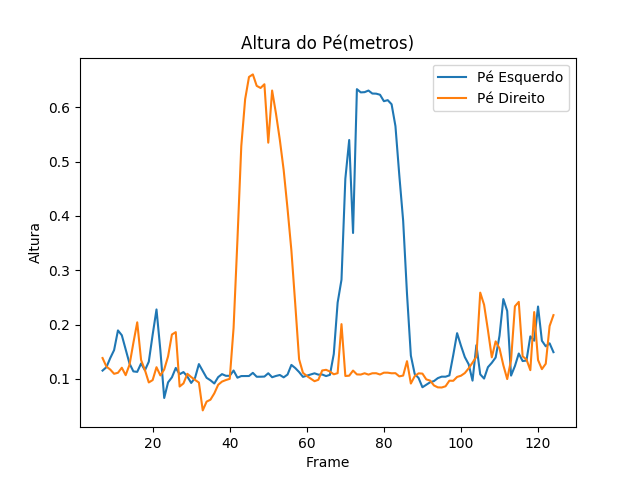 Altura do Pé(metros)
Pé Esquerdo
Pé Direito
Altura
0.6
0.5
0.4
0.3
0.2
0.1
20 40 60 80 100 120
Frame